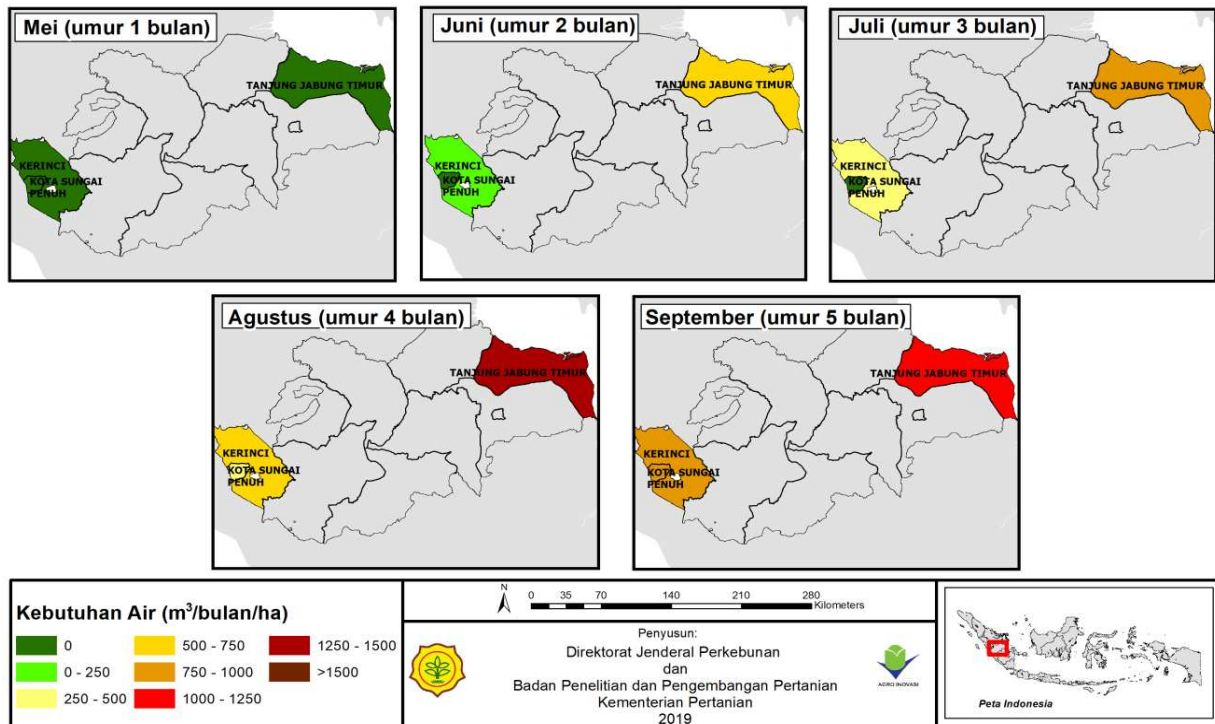 Mei (umur 1 bulan)
TANJUNG JABUNG TIMUR
KERINCI
KOTA SUNGAI
PENUH
Juni (umur 2 bulan)
TANJUNG JABUNG TIMUR
KERINCI
KOTA SUNGAI
PENUH
Juli (umur 3 bulan)
TANJUNG JABUNG TIMUR
KERINCI
KOTA SUNGAI
PENUH
Agustus (umur 4 bulan)
TANJUNG JABUNG TIMUR
KERINCI
KOTA SUNGAI
PENUH
September (umur 5 bulan)
TANJUNG JABUNG TIMUR
KERINCI
KOTA SUNGAI
PENUH
Kebutuhan Air (m³/bulan/ha)
0
0 - 250
250 - 500
500 - 750
750 - 1000
1000 - 1250
1250 - 1500
>1500
N
0 35 70 140 210 280
Kilometers
Penyusun:
Direktorat Jenderal Perkebunan
dan
Badan Penelitian dan Pengembangan Pertanian
Kementerian Pertanian
2019
AGRO INOVASI
Peta Indonesia